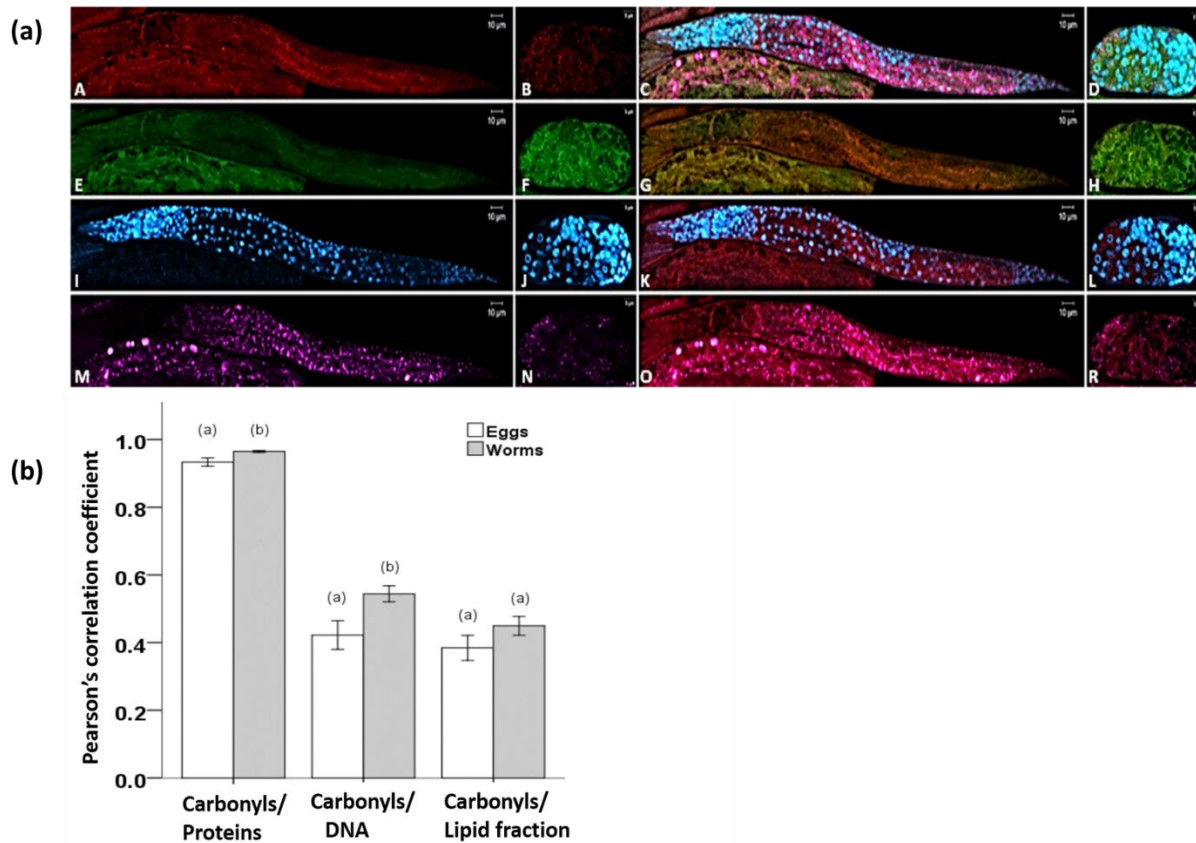 (a)
A
10 µm
B
C
10 µm
D
E
10 µm
F
G
10 µm
H
I
10 µm
J
K
10 µm
L
M
10 µm
N
O
10 µm
R
(b)
Pearson's correlation coefficient
1.0
0.8
0.6
0.4
0.2
0.0
(a)
(b)
(a)
(b)
(a)
(a)
Eggs
Worms
Carbonyls/
Proteins
Carbonyls/
DNA
Carbonyls/
Lipid fraction